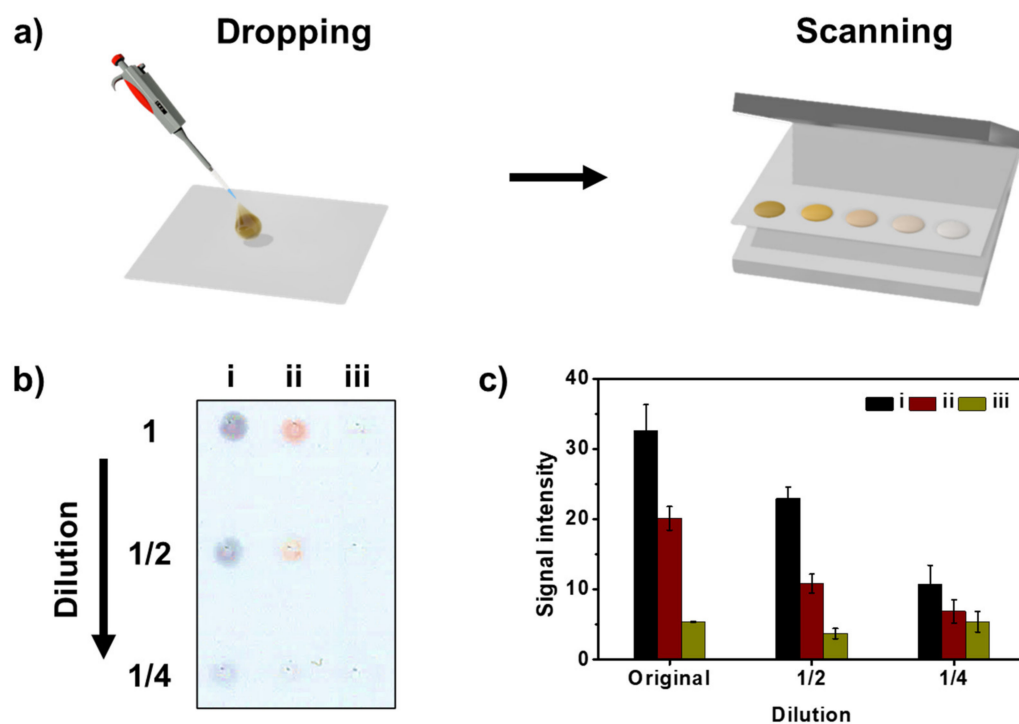 a)
Dropping
Scanning
b)
i ii iii
1
1/2
1/4
Dilution
c)
40
30
20
10
0
Signal intensity
i ii iii
Original 1/2 1/4
Dilution